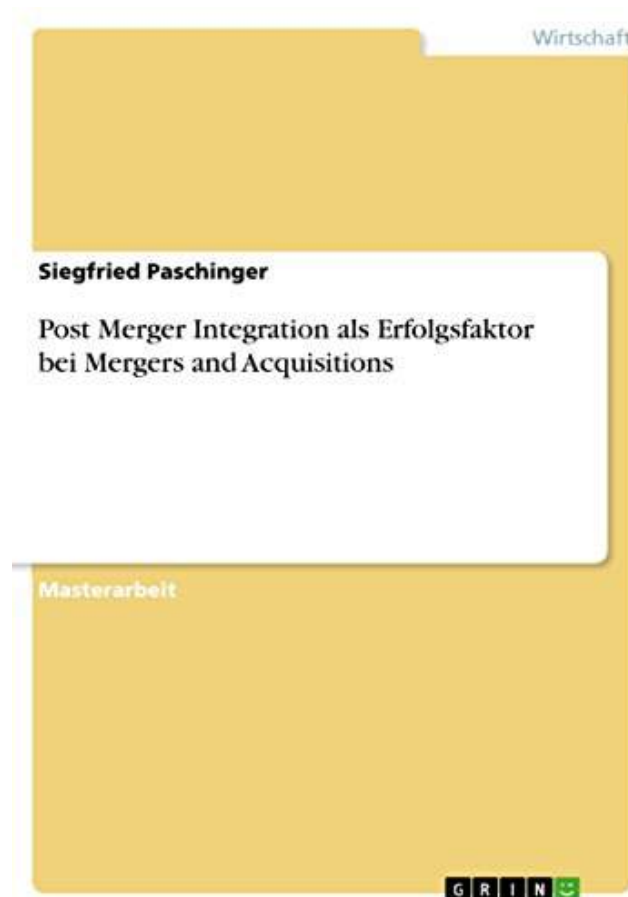 Wirtschaft
Siegfried Paschinger
Post Merger Integration als Erfolgsfaktor
bei Mergers and Acquisitions
Masterarbeit
GRIN